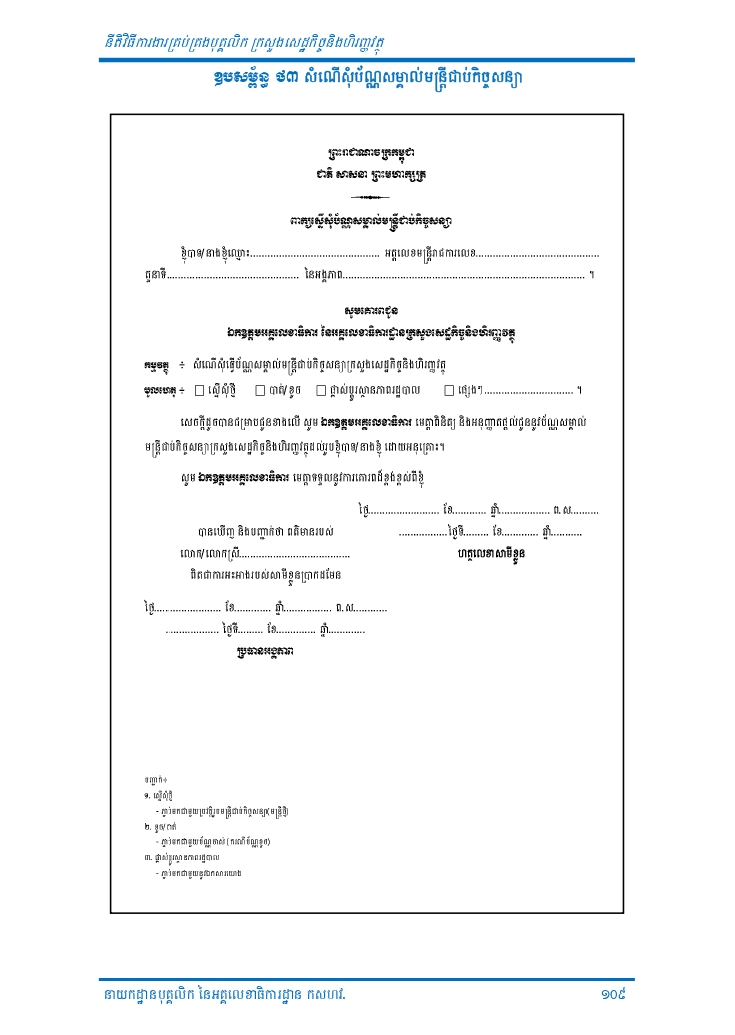 នីតិវិធីការងារគ្រប់គ្រងបុគ្គលិក ក្រសួងសេដ្ឋកិច្ចនិងហិរញ្ញវត្ថុ
ឧបសម្ព័ន្ធ ៨៣ សំណើសុំប័ណ្ណសម្គាល់មន្ត្រីជាប់កិច្ចសន្យា
ព្រះរាជាណាចក្រកម្ពុជា
ជាតិ សាសនា ព្រះមហាក្សត្រ
ពាក្យស្នើសុំប័ណ្ណសម្គាល់មន្ត្រីជាប់កិច្ចសន្យា
ខ្ញុំបាទ/នាងខ្ញុំឈ្មោះ............................................ អត្តលេខមន្ត្រីរាជការលេខ..........................................
តួនាទី............................................. នៃអង្គភាព.................................................................................. ។
សូមគោរពជូន
ឯកឧត្តមអគ្គលេខាធិការ នៃអគ្គលេខាធិការដ្ឋានក្រសួងសេដ្ឋកិច្ចនិងហិរញ្ញវត្ថុ
កម្មវត្ថុ ÷ សំណើសុំធ្វើប័ណ្ណសម្គាល់មន្ត្រីជាប់កិច្ចសន្យាក្រសួងសេដ្ឋកិច្ចនិងហិរញ្ញវត្ថុ
មូលហេតុ ÷ □ ស្នើសុំថ្មី □ បាត់/ខូច □ ផ្លាស់ប្តូរស្ថានភាពរដ្ឋបាល □ ផ្សេងៗ.............................. ។
សេចក្តីដូចបានជម្រាបជូនខាងលើ សូម ឯកឧត្តមអគ្គលេខាធិការ មេត្តាពិនិត្យ និងអនុញ្ញាតផ្តល់ជូននូវប័ណ្ណសម្គាល់
មន្ត្រីជាប់កិច្ចសន្យាក្រសួងសេដ្ឋកិច្ចនិងហិរញ្ញវត្ថុដល់រូបខ្ញុំបាទ/នាងខ្ញុំ ដោយអនុគ្រោះ។
សូម ឯកឧត្តមអគ្គលេខាធិការ មេត្តាទទួលនូវការគោរពដ៏ខ្ពង់ខ្ពស់ពីខ្ញុំ
ថ្ងៃ........................ ខែ............ ឆ្នាំ................. ព.ស.........
បានឃើញ និងបញ្ជាក់ថា ពត៌មានរបស់ .................ថ្ងៃទី......... ខែ............. ឆ្នាំ...........
លោក/លោកស្រី...................................... ហត្ថលេខាសាមីខ្លួន
ពិតជាការអះអាងរបស់សាមីខ្លួនប្រាកដមែន
ថ្ងៃ....................... ខែ............. ឆ្នាំ................. ព.ស............
.................. ថ្ងៃទី......... ខែ.............. ឆ្នាំ.............
ប្រធានអង្គភាព
បញ្ជាក់÷
១. ស្នើសុំថ្មី
- ភ្ជាប់មកជាមួយប្រវត្តិរូបមន្ត្រីជាប់កិច្ចសន្យា(មន្ត្រីថ្មី)
២. ខូច/បាត់
- ភ្ជាប់មកជាមួយប័ណ្ណចាស់ (ករណីប័ណ្ណខូច)
៣. ផ្លាស់ប្តូរស្ថានភាពរដ្ឋបាល
- ភ្ជាប់មកជាមួយនូវឯកសារយោង
នាយកដ្ឋានបុគ្គលិក នៃអគ្គលេខាធិការដ្ឋាន កសហវ. ១០៩